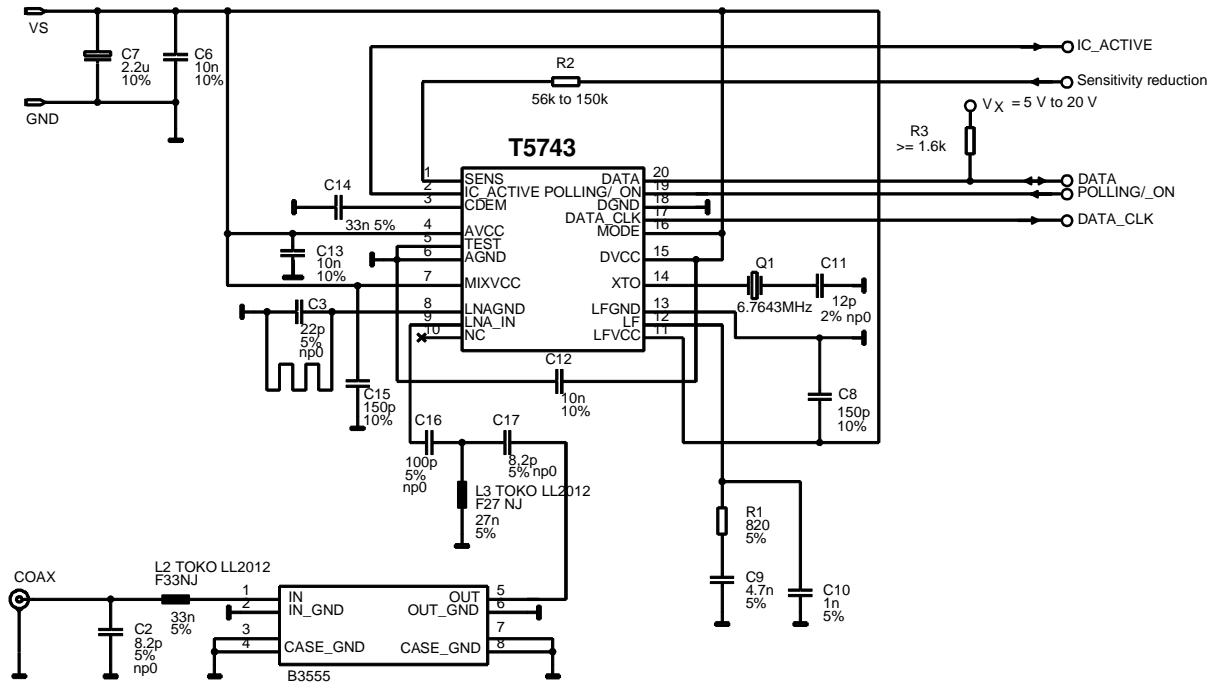 VS
C7
2.2u
10%
C6
10n
10%
GND
IC_ACTIVE
R2
56k to 150k
Sensitivity reduction
V X = 5 V to 20 V
R3
>= 1.6k
T5743
1 SENS DATA 20
2 IC_ACTIVE POLLING/_ON 19
3 CDEM DGND 18
DATA_CLK 17
4 AVCC MODE 16
5 TEST
6 AGND DVCC 15
7 MIXVCC XTO 14
8 LNAGND LFGND 13
9 LNA_IN LF 12
10 NC LFVCC 11
DATA
POLLING/_ON
DATA_CLK
C14
33n 5%
C13
10n
10%
Q1
6.7643MHz
C11
12p
2% np0
C3
22p
5%
np0
C12
10n
10%
C15
150p
10%
C8
150p
10%
C16
100p
5%
np0
C17
8.2p
5% np0
L3 TOKO LL2012
F27 NJ
27n
5%
R1
820
5%
C9
4.7n
5%
C10
1n
5%
COAX
L2 TOKO LL2012
F33NJ
33n
5%
C2
8.2p
5%
np0
1 IN OUT 5
2 IN_GND OUT_GND 6
3 7
4 CASE_GND CASE_GND 8
B3555